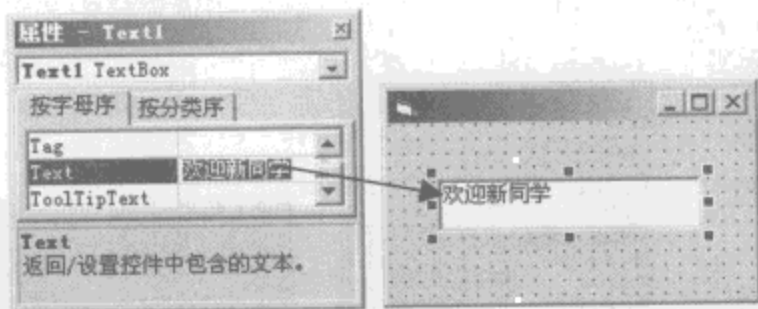 属性 - Text1
Text1 TextBox
按字母序 按分类序
Tag
Text 欢迎新同学
ToolTipText
Text
返回/设置控件中包含的文本。
欢迎新同学